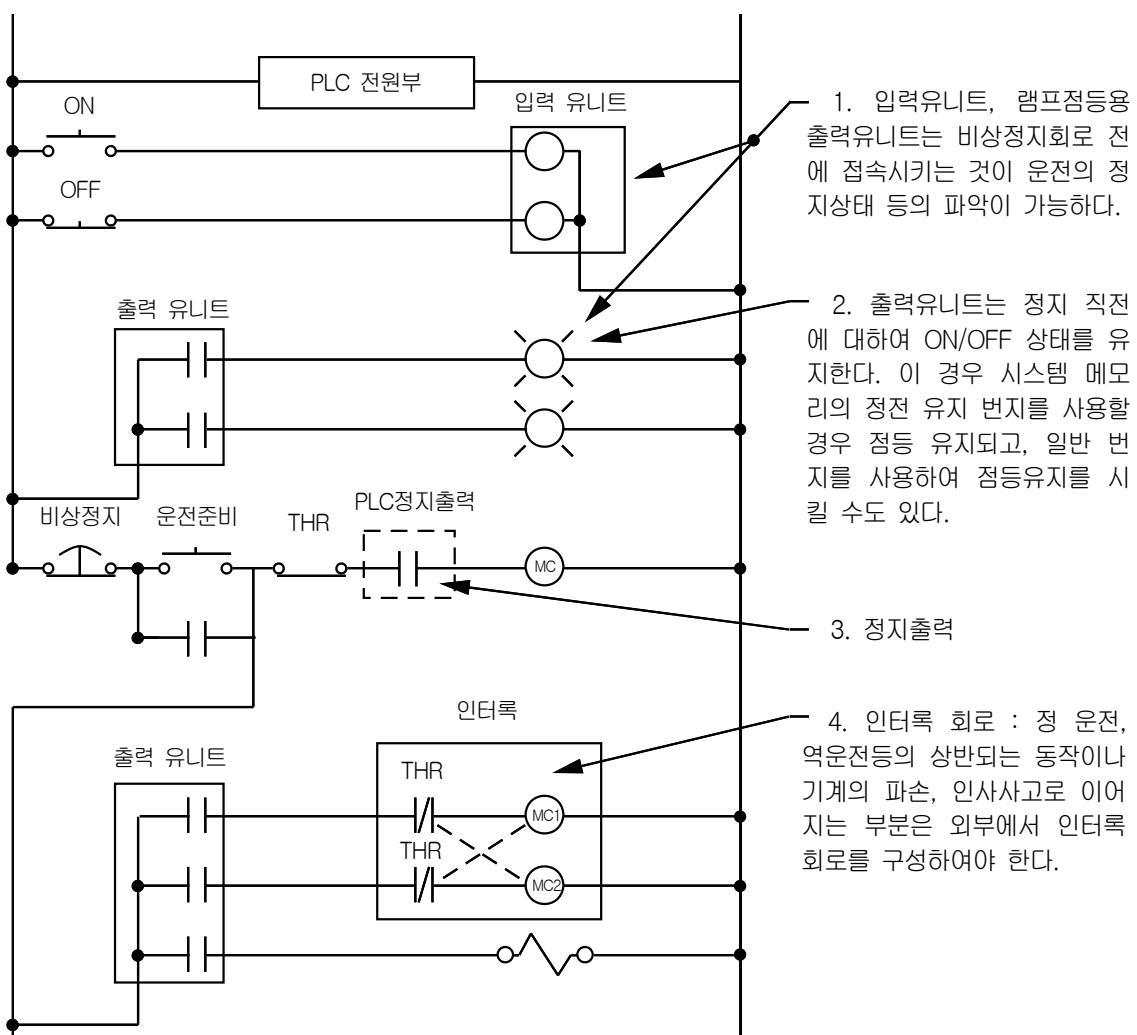 PLC 전원부
입력 유니트
ON
OFF
출력 유니트
비상정지
운전준비
THR
PLC정지출력
MC
인터록
출력 유니트
THR
MC1
THR
MC2
1. 입력유니트, 램프점등용
출력유니트는 비상정지회로 전
에 접속시키는 것이 운전의 정
지상태 등의 파악이 가능하다.
2. 출력유니트는 정지 직전
에 대하여 ON/OFF 상태를 유
지한다. 이 경우 시스템 메모
리의 정전 유지 번지를 사용할
경우 점등 유지되고, 일반 번
지를 사용하여 점등유지를 시
킬 수도 있다.
3. 정지출력
4. 인터록 회로 : 정 운전,
역운전등의 상반되는 동작이나
기계의 파손, 인사사고로 이어
지는 부분은 외부에서 인터록
회로를 구성하여야 한다.